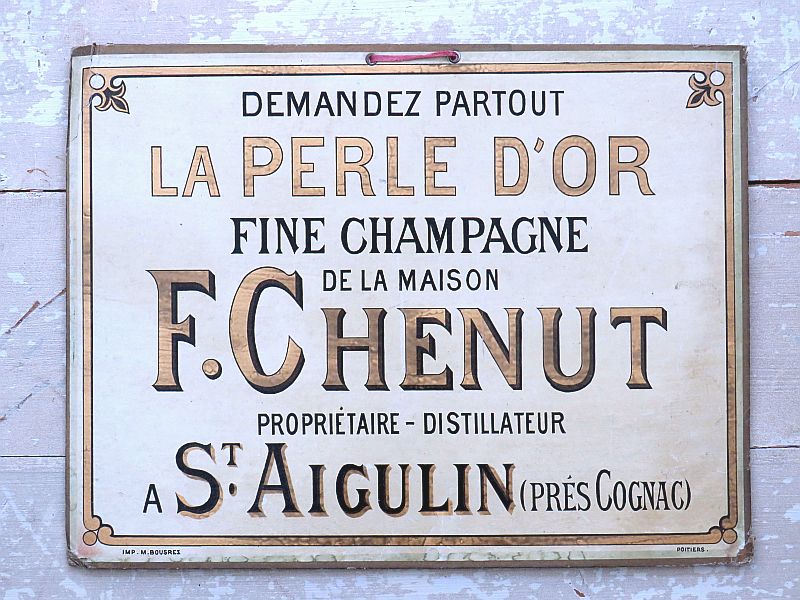 DEMANDEZ PARTOUT
LA PERLE D'OR
FINE CHAMPAGNE
DE LA MAISON
F. CHENUT
PROPRIÉTAIRE - DISTILLATEUR
A ST. AIGULIN (PRÉS COGNAC)
IMP. M. BOUSREZ POITIERS.